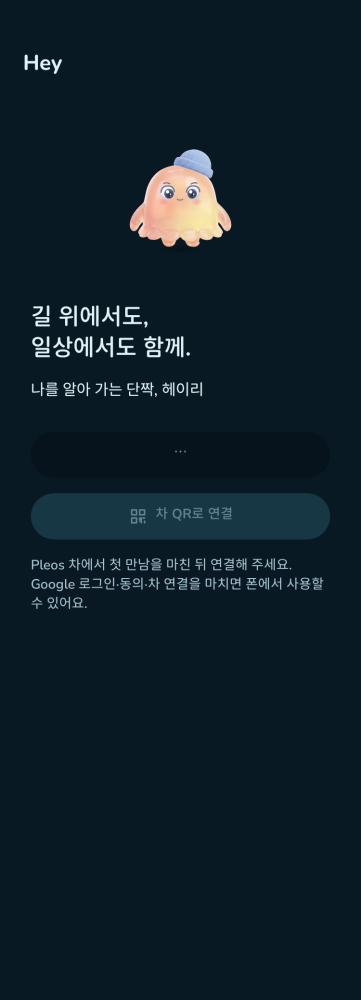 Hey
길 위에서도,
일상에서도 함께.
나를 알아 가는 단짝, 헤이리
...
차 QR로 연결
Pleos 차에서 첫 만남을 마친 뒤 연결해 주세요.
Google 로그인·동의·차 연결을 마치면 폰에서 사용할
수 있어요.